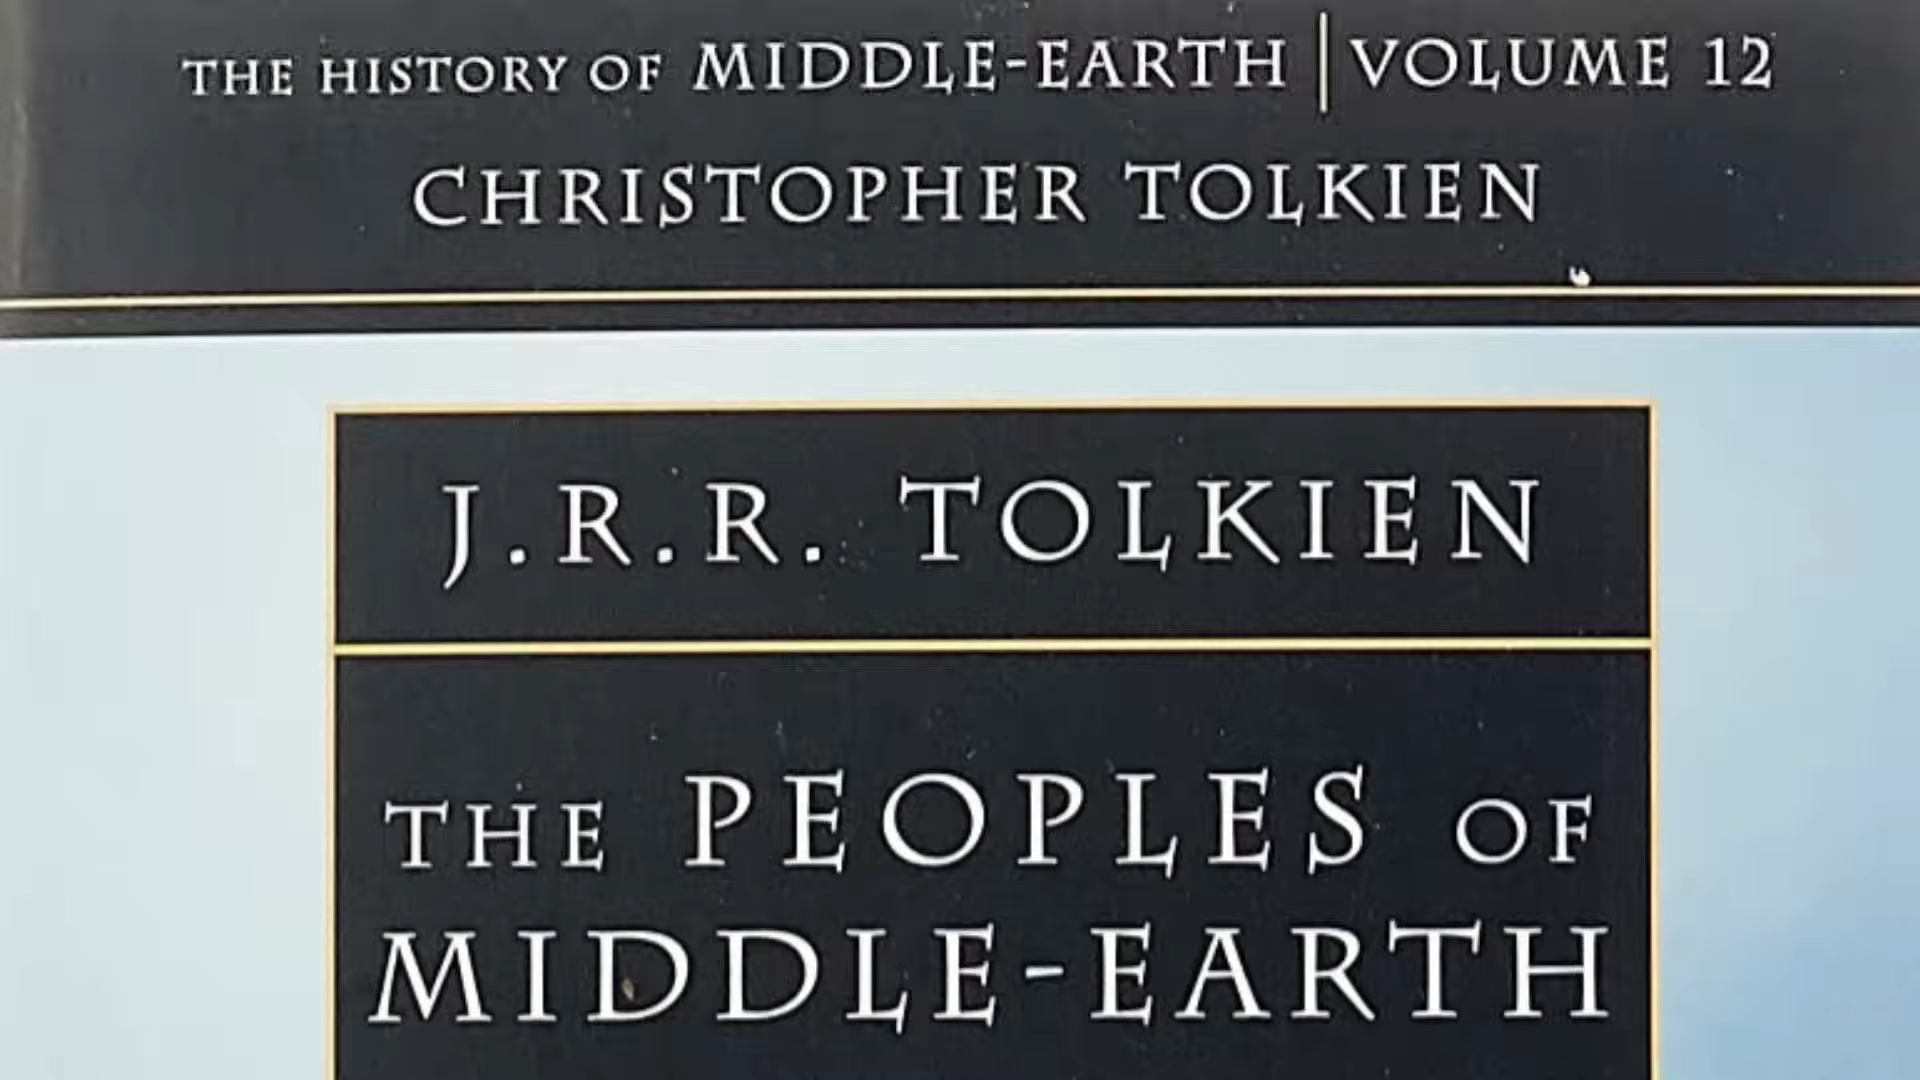 THE HISTORY OF MIDDLE-EARTH | VOLUME 12
CHRISTOPHER TOLKIEN
J.R.R. TOLKIEN
THE PEOPLES OF
MIDDLE-EARTH